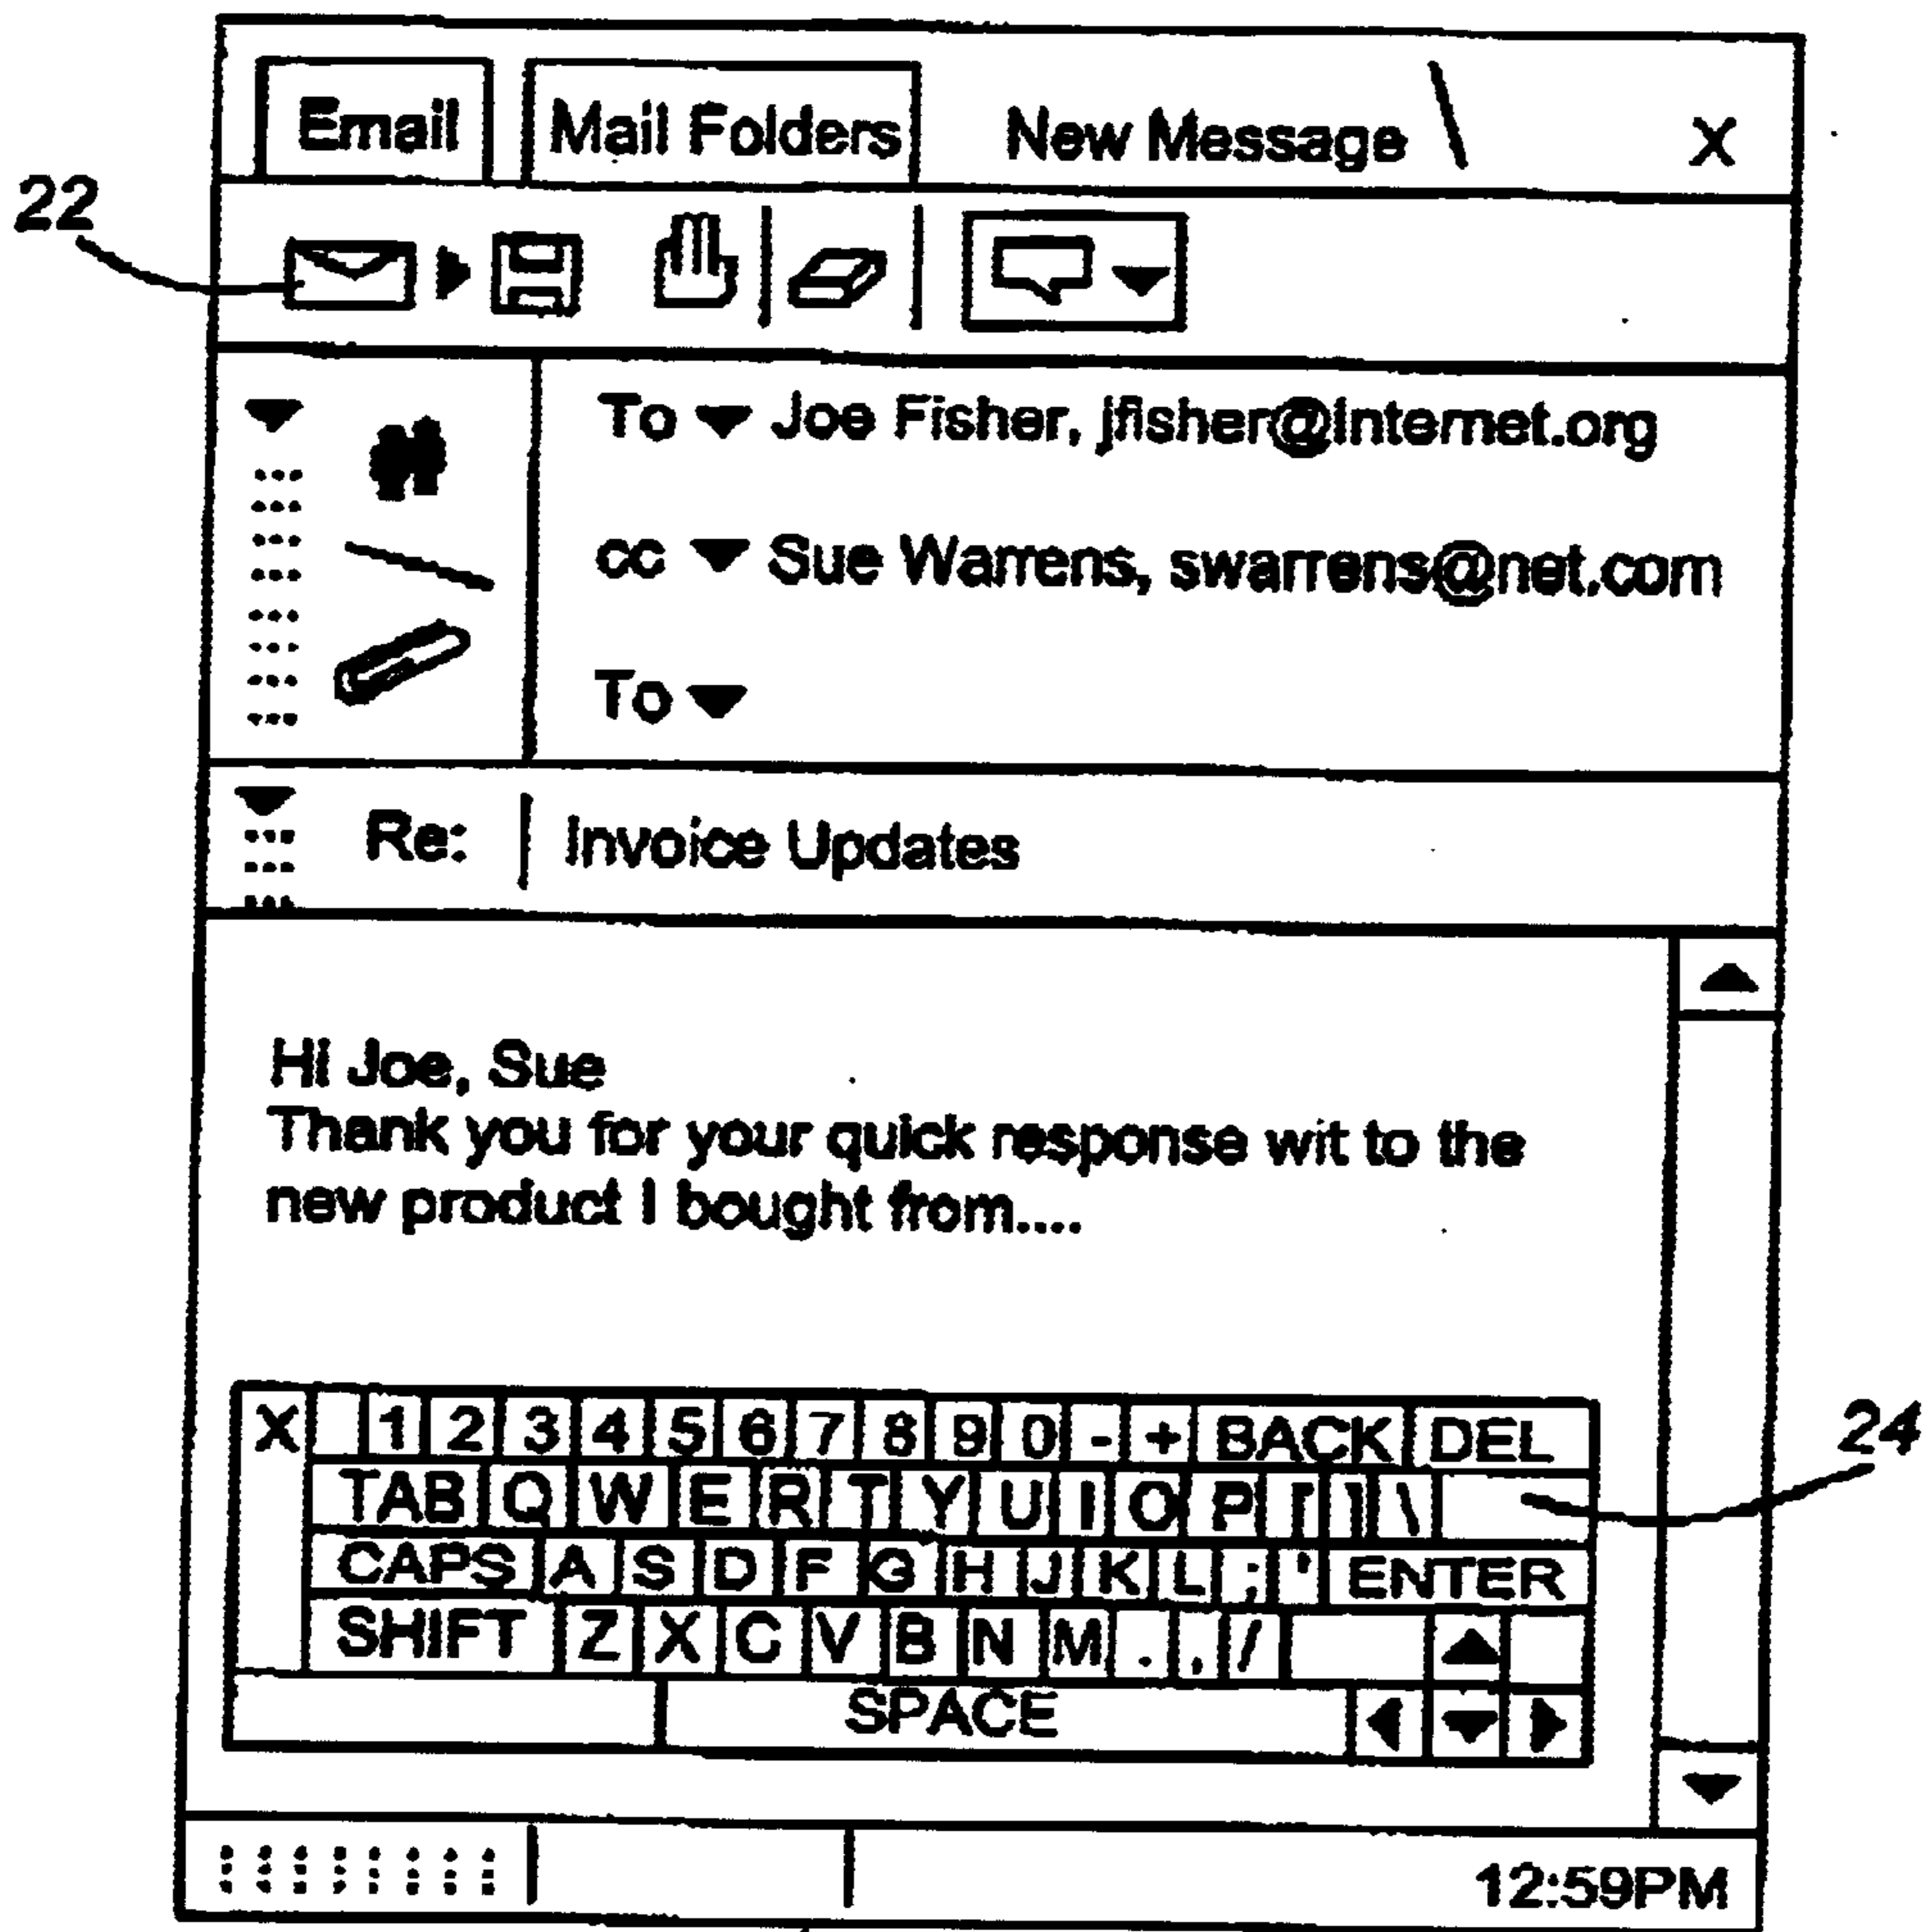 Email Mail Folders New Message X
22
To Joe Fisher, jfisher@internet.org
cc Sue Warrens, swarrens@net.com
To
Re: Invoice Updates
Hi Joe, Sue
Thank you for your quick response wit to the
new product I bought from....
X 1 2 3 4 5 6 7 8 9 0 - + BACK DEL
24
TAB Q W E R T Y U I O P [ ] \
CAPS A S D F G H J K L ; ' ENTER
SHIFT Z X C V B N M . , /
SPACE
12:59PM